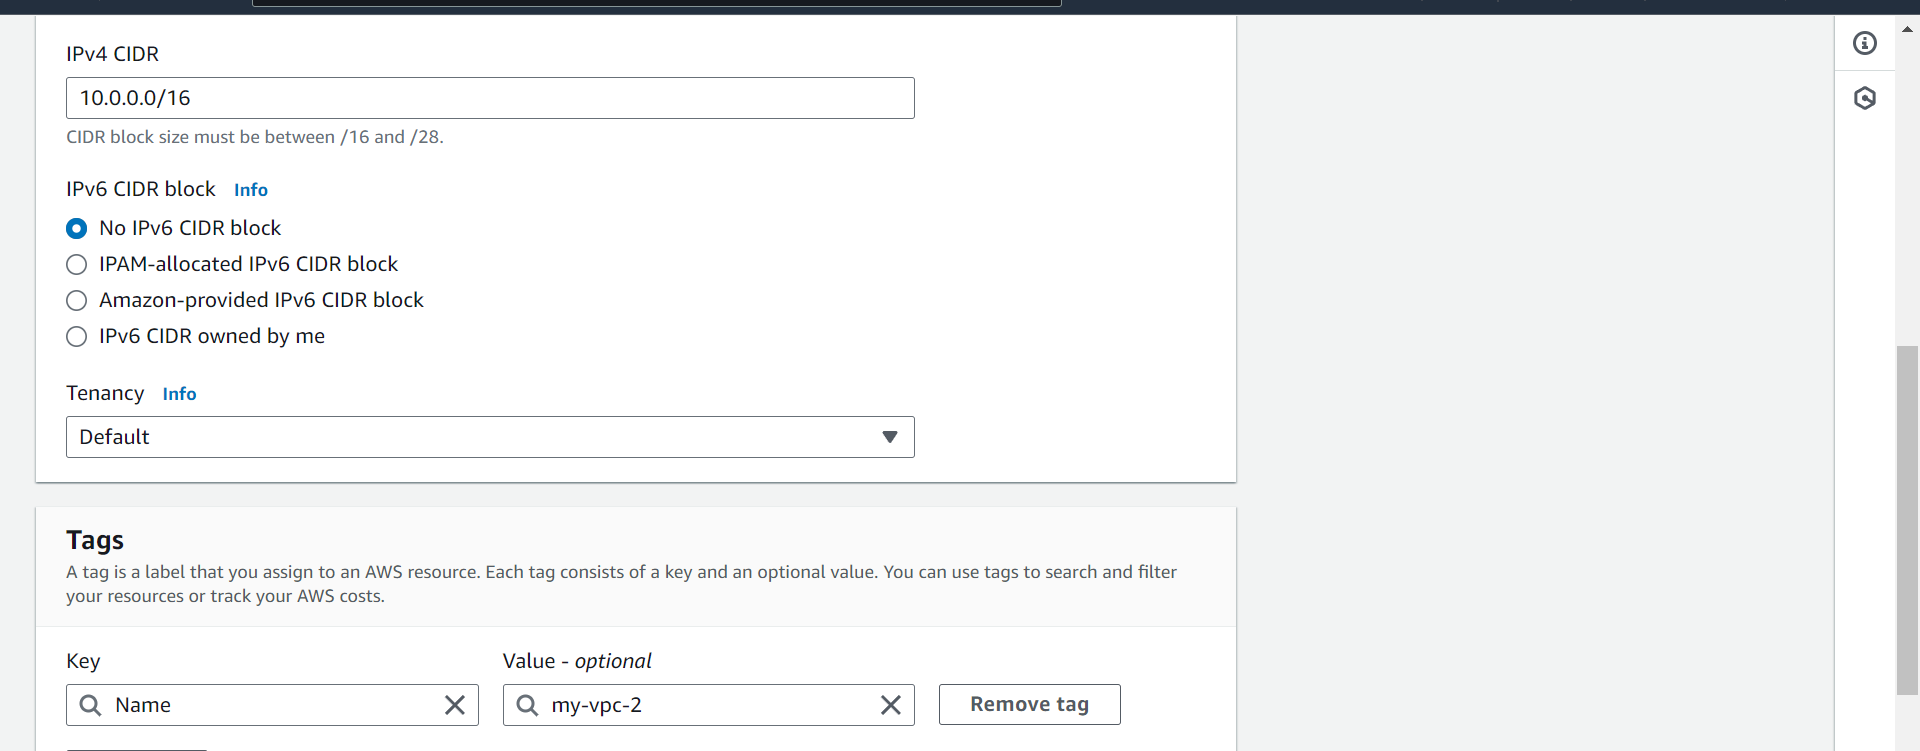 IPv4 CIDR
10.0.0.0/16
CIDR block size must be between /16 and /28.
IPv6 CIDR block Info
No IPv6 CIDR block
IPAM-allocated IPv6 CIDR block
Amazon-provided IPv6 CIDR block
IPv6 CIDR owned by me
Tenancy Info
Default
Tags
A tag is a label that you assign to an AWS resource. Each tag consists of a key and an optional value. You can use tags to search and filter
your resources or track your AWS costs.
Key Value - optional
Name my-vpc-2 Remove tag